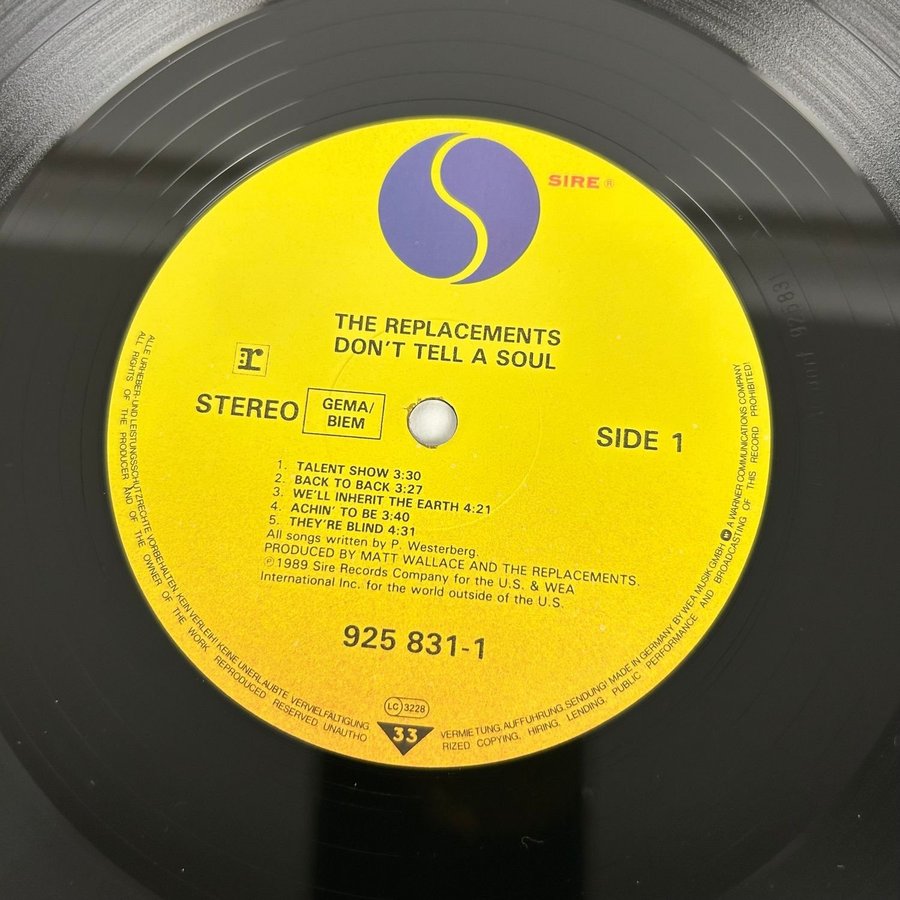 SIRE ®
THE REPLACEMENTS
DON'T TELL A SOUL
r
STEREO
GEMA/
BIEM
SIDE 1
1. TALENT SHOW 3:30
2. BACK TO BACK 3:27
3. WE'LL INHERIT THE EARTH 4:21
4. ACHIN' TO BE 3:40
5. THEY'RE BLIND 4:31
All songs written by P. Westerberg.
PRODUCED BY MATT WALLACE AND THE REPLACEMENTS.
℗ 1989 Sire Records Company for the U.S. & WEA
International Inc. for the world outside of the U.S.
925 831-1
LC 3228
33
ALLE URHEBER- UND LEISTUNGSSCHUTZRECHTE VORBEHALTEN. KEIN VERLEIH! KEINE UNERLAUBTE VERVIELFÄLTIGUNG, VERMIETUNG, AUFFÜHRUNG, SENDUNG! MADE IN GERMANY BY WEA MUSIK GMBH A WARNER COMMUNICATIONS COMPANY
ALL RIGHTS OF THE PRODUCER AND OF THE OWNER OF THE WORK REPRODUCED RESERVED. UNAUTHO RIZED COPYING, HIRING, LENDING, PUBLIC PERFORMANCE AND BROADCASTING OF THIS RECORD PROHIBITED!